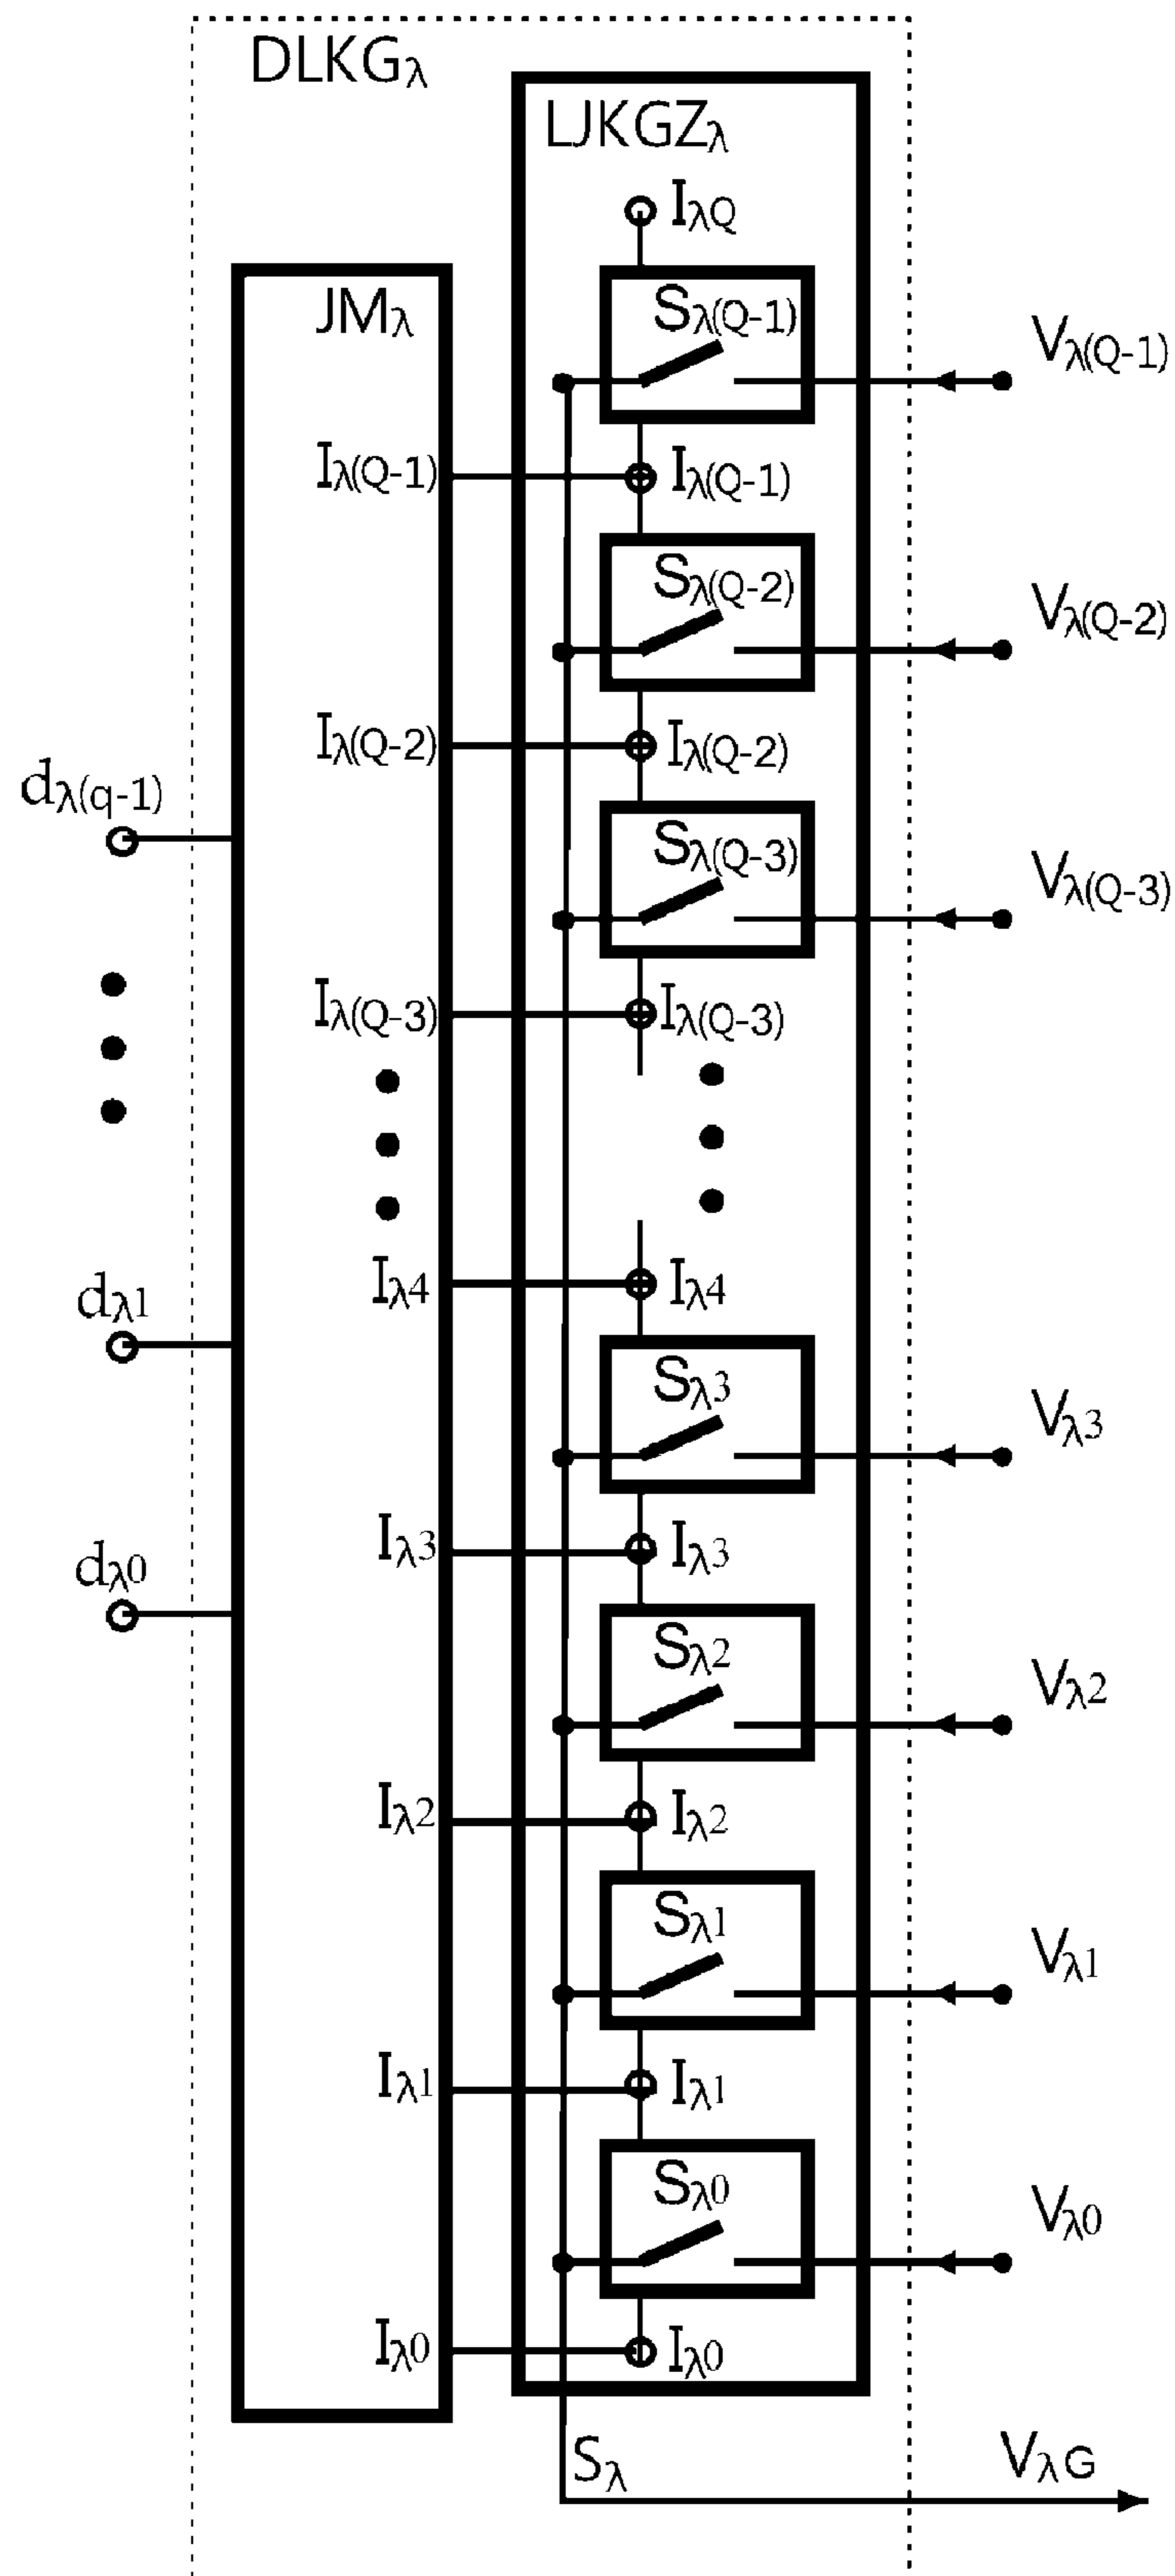 DLKGλ
LJKGZλ
IλQ
JMλ
Sλ(Q-1)
Vλ(Q-1)
Iλ(Q-1)
Iλ(Q-1)
Sλ(Q-2)
Vλ(Q-2)
Iλ(Q-2)
Iλ(Q-2)
dλ(q-1)
Sλ(Q-3)
Vλ(Q-3)
Iλ(Q-3)
Iλ(Q-3)
dλ1
Iλ4
Iλ4
Sλ3
Vλ3
Iλ3
Iλ3
dλ0
Sλ2
Vλ2
Iλ2
Iλ2
Sλ1
Vλ1
Iλ1
Iλ1
Sλ0
Vλ0
Iλ0
Iλ0
Sλ
VλG